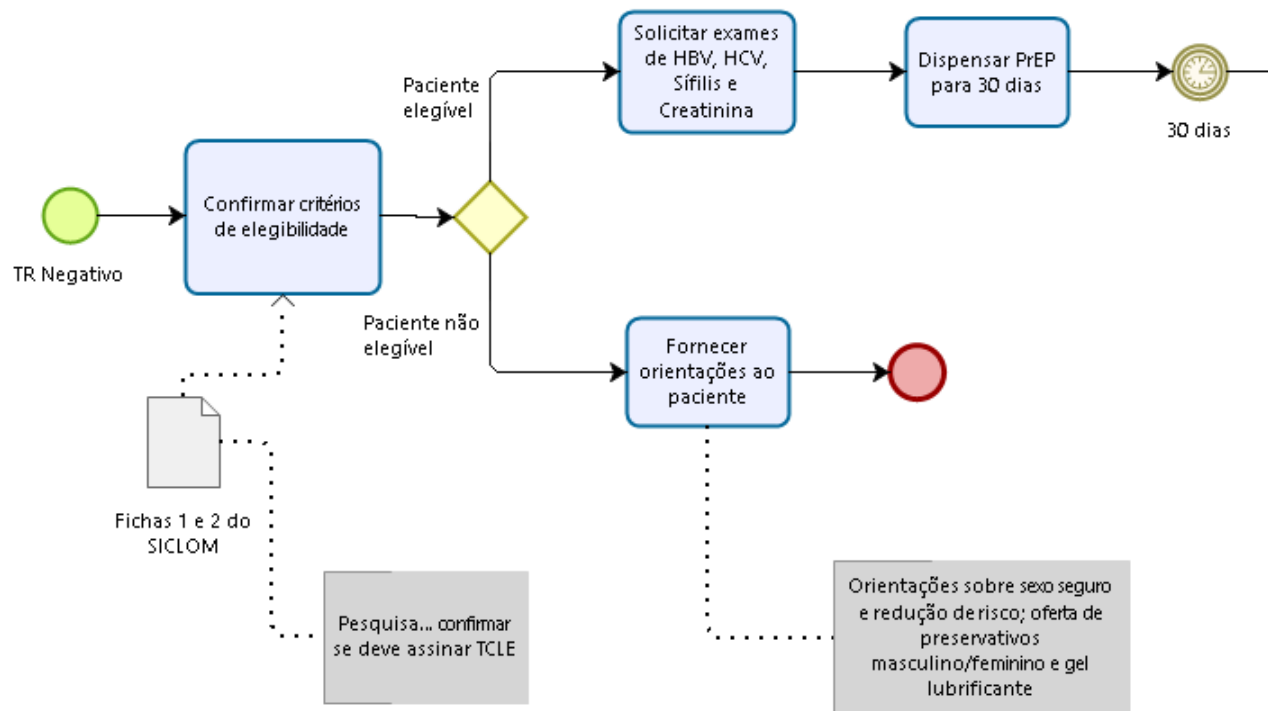 Solicitar exames
de HBV, HCV,
Sífilis e
Creatinina
Dispensar PrEP
para 30 dias
30 dias
Paciente
elegível
Confirmar critérios
de elegibilidade
TR Negativo
Paciente não
elegível
Fornecer
orientações ao
paciente
Fichas 1 e 2 do
SICLOM
Pesquisa... confirmar
se deve assinar TCLE
Orientações sobre sexo seguro
e redução de risco; oferta de
preservativos
masculino/feminino e gel
lubrificante